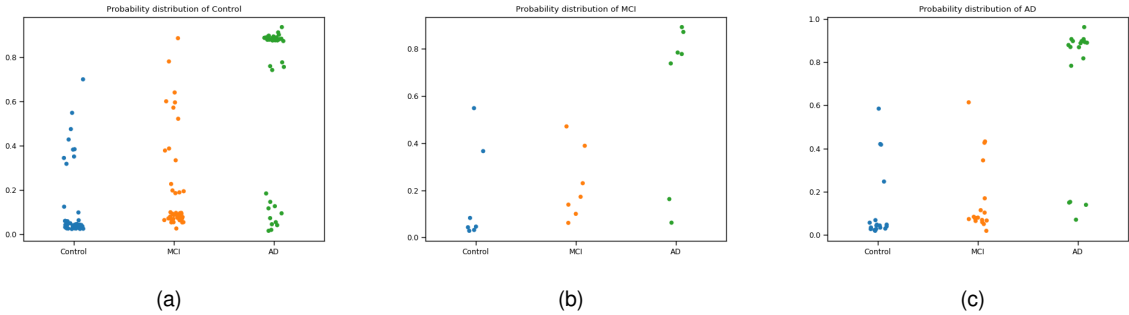 Probability distribution of Control
0.8
0.6
0.4
0.2
0.0
Control MCI AD
(a)
Probability distribution of MCI
0.8
0.6
0.4
0.2
0.0
Control MCI AD
(b)
Probability distribution of AD
1.0
0.8
0.6
0.4
0.2
0.0
Control MCI AD
(c)